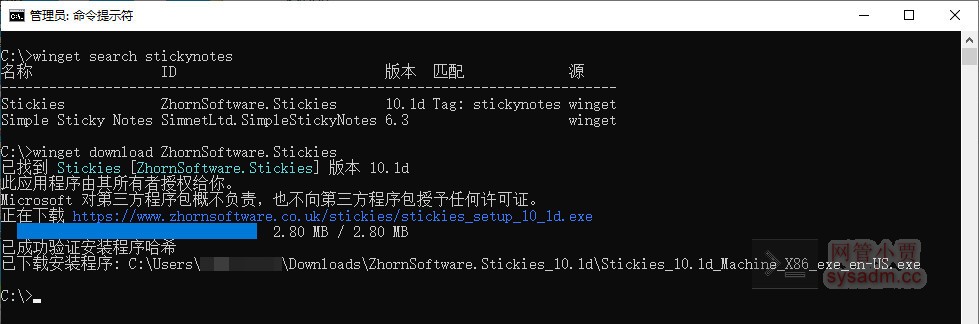 管理员: 命令提示符
C:\>winget search stickynotes
名称 ID 版本 匹配 源
-----------------------------------------------------------------------------
Stickies ZhornSoftware.Stickies 10.1d Tag: stickynotes winget
Simple Sticky Notes SimnetLtd.SimpleStickyNotes 6.3 winget
C:\>winget download ZhornSoftware.Stickies
已找到 Stickies [ZhornSoftware.Stickies] 版本 10.1d
此应用程序由其所有者授权给你。
Microsoft 对第三方程序包概不负责，也不向第三方程序包授予任何许可证。
正在下载 https://www.zhornsoftware.co.uk/stickies/stickies_setup_10_1d.exe
2.80 MB / 2.80 MB
已成功验证安装程序哈希
已下载安装程序: C:\Users\ \Downloads\ZhornSoftware.Stickies_10.1d\Stickies_10.1d_Machine_X86_exe_en-US.exe
C:\>
网管小贾
sysadm.cc